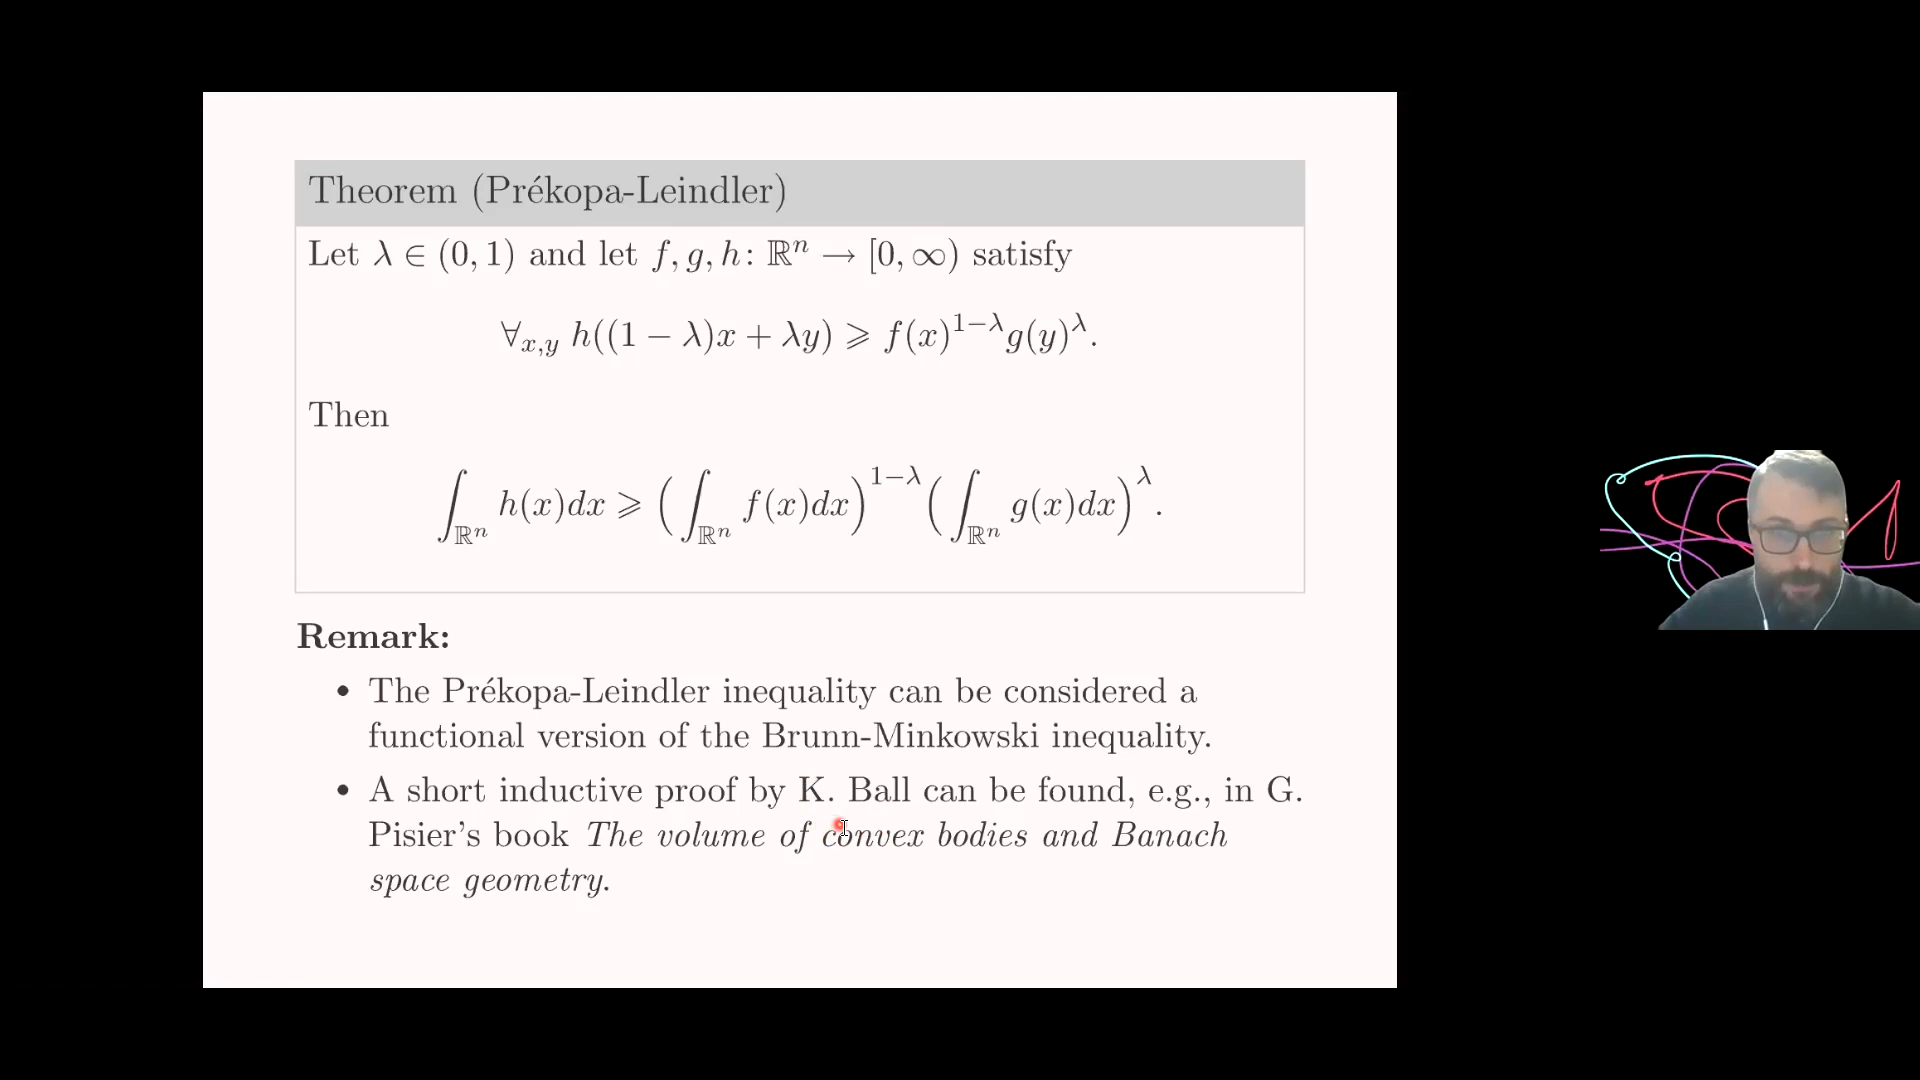 Theorem (Prékopa-Leindler)
Let λ ∈ (0, 1) and let f, g, h: ℝⁿ → [0, ∞) satisfy
∀_{x,y} h((1 − λ)x + λy) ⩾ f(x)^{1−λ}g(y)^λ.
Then
∫_{ℝⁿ} h(x)dx ⩾ (∫_{ℝⁿ} f(x)dx)^{1−λ} (∫_{ℝⁿ} g(x)dx)^λ.
Remark:
• The Prékopa-Leindler inequality can be considered a
functional version of the Brunn-Minkowski inequality.
• A short inductive proof by K. Ball can be found, e.g., in G.
Pisier's book The volume of convex bodies and Banach
space geometry.